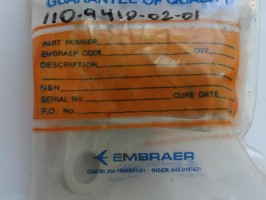 GUARANTEE OF QUALITY
110-9410-02-01
PART NUMBER
EMBRAER CODE QTY
DESCRIPTION
N&N
SERIAL No. CURE DATE
P.O. No.
EMBRAER